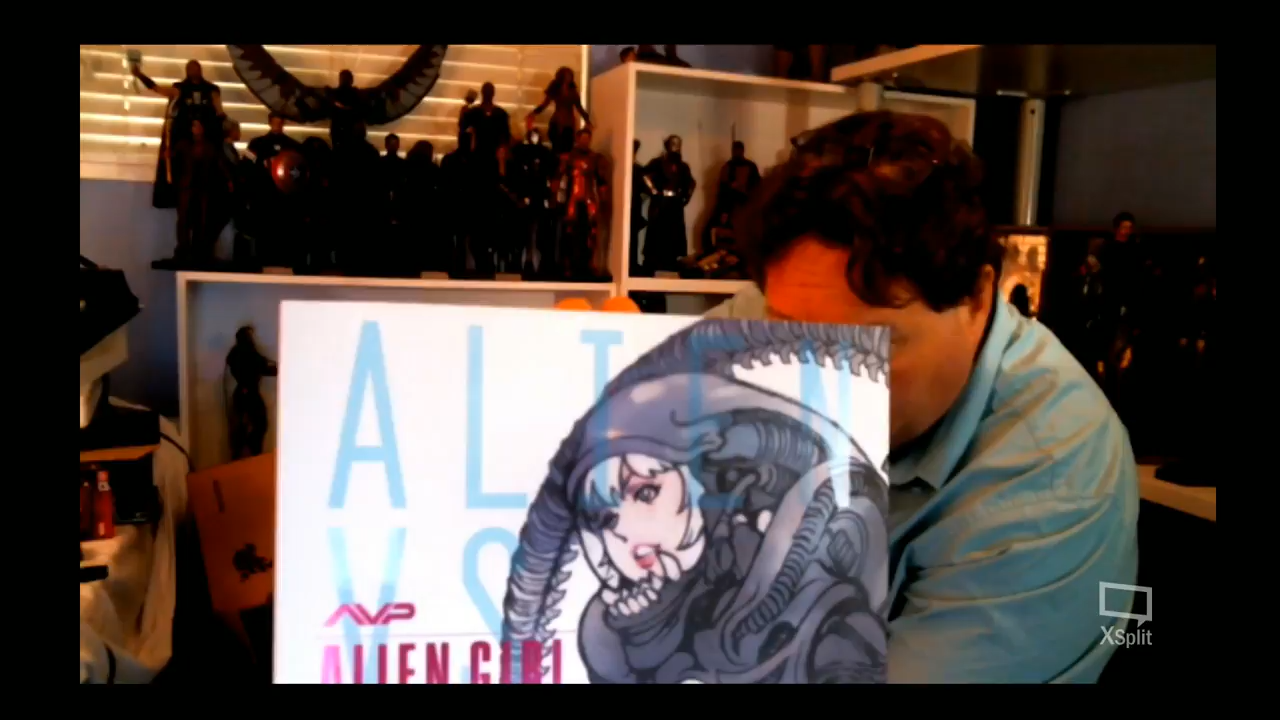 ALIEN
VS
AVP
ALIEN GIRL
XSplit